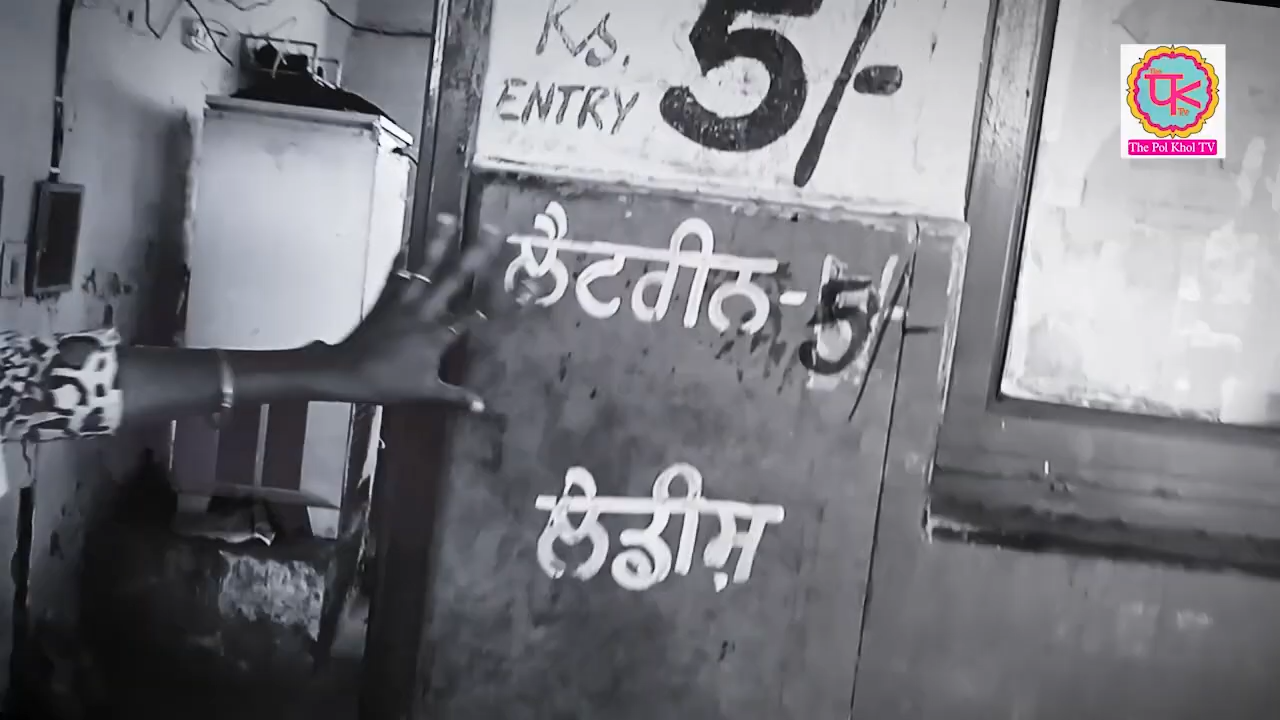 Rs. 5/-
ENTRY
ਲੈਟਰੀਨ-5/-
ਲੇਡੀਸ਼
The Pol Khol TV